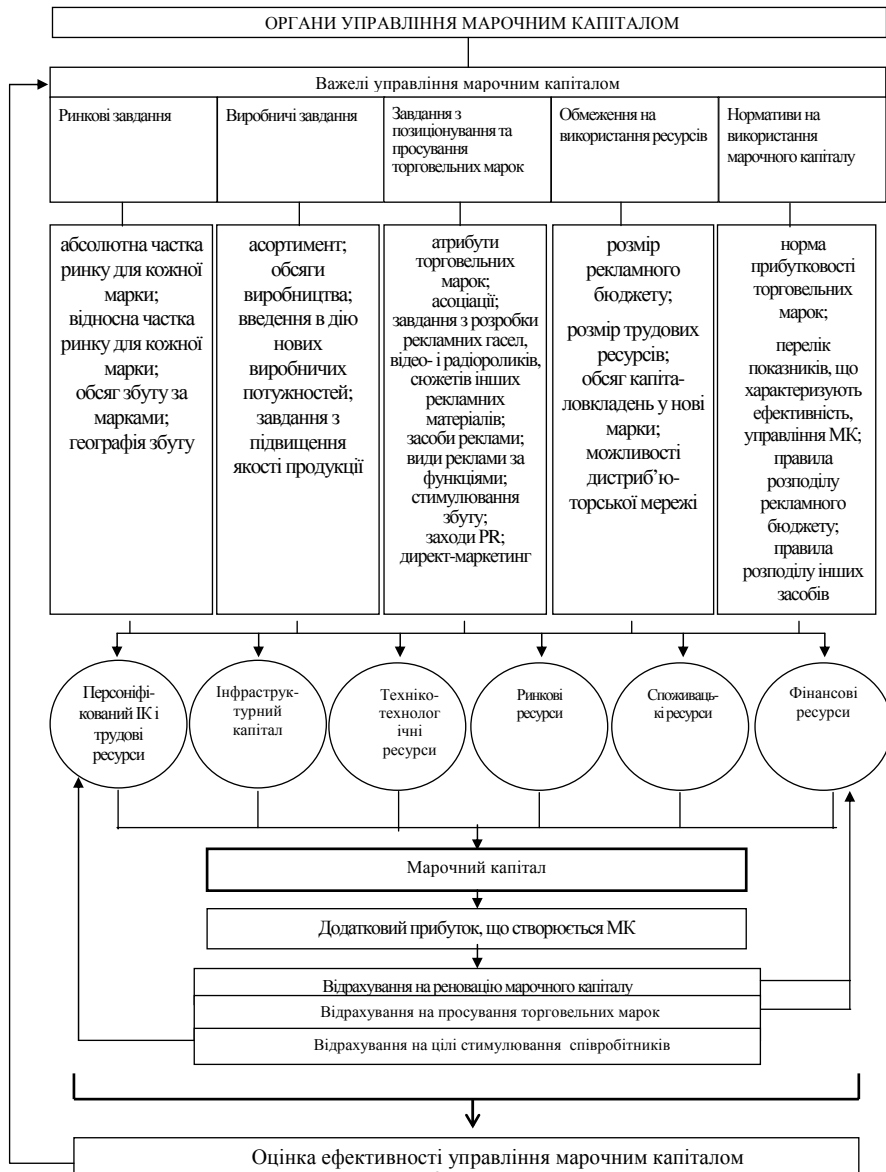 ОРГАНИ УПРАВЛІННЯ МАРОЧНИМ КАПІТАЛОМ
Важелі управління марочним капіталом
Ринкові завдання
Виробничі завдання
Завдання з
позиціонування та
просування
торговельних марок
Обмеження на
використання ресурсів
Нормативи на
використання
марочного капіталу
абсолютна частка
ринку для кожної
марки;
відносна частка
ринку для кожної
марки;
обсяг збуту за
марками;
географія збуту
асортимент;
обсяги
виробництва;
введення в дію
нових
виробничих
потужностей;
завдання з
підвищення
якості продукції
атрибути
торговельних
марок;
асоціації;
завдання з розробки
рекламних гасел,
відео- і радіороликів,
сюжетів інших
рекламних
матеріалів;
засоби реклами;
види реклами за
функціями;
стимулювання
збуту;
заходи PR;
директ-маркетинг
розмір
рекламного
бюджету;
розмір трудових
ресурсів;
обсяг капіта-
ловкладень у нові
марки;
можливості
дистриб’ю-
торської мережі
норма
прибутковості
торговельних
марок;
перелік
показників, що
характеризують
ефективність,
управління МК;
правила
розподілу
рекламного
бюджету;
правила
розподілу інших
засобів
Персоніфі-
кований ІК і
трудові
ресурси
Інфраструк-
турний
капітал
Техніко-
технолог
ічні
ресурси
Ринкові
ресурси
Споживаць-
кі ресурси
Фінансові
ресурси
Марочний капітал
Додатковий прибуток, що створюється МК
Відрахування на реновацію марочного капіталу
Відрахування на просування торговельних марок
Відрахування на цілі стимулювання співробітників
Оцінка ефективності управління марочним капіталом